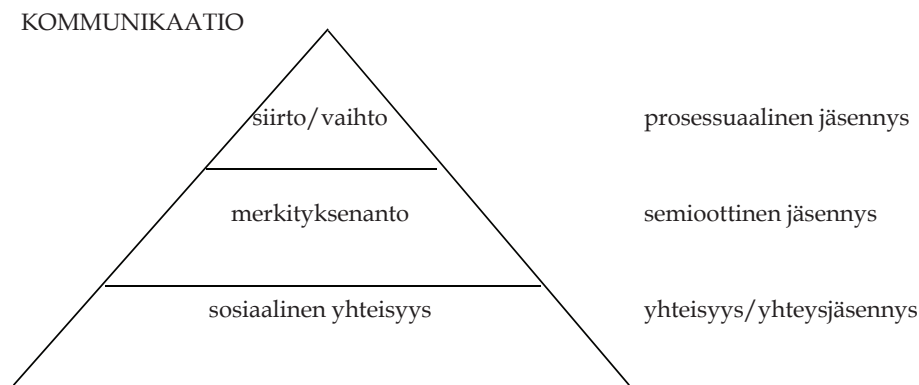 KOMMUNIKAATIO
siirto/vaihto prosessuaalinen jäsennys
merkityksenanto semioottinen jäsennys
sosiaalinen yhteisyys yhteisyys/yhteysjäsennys